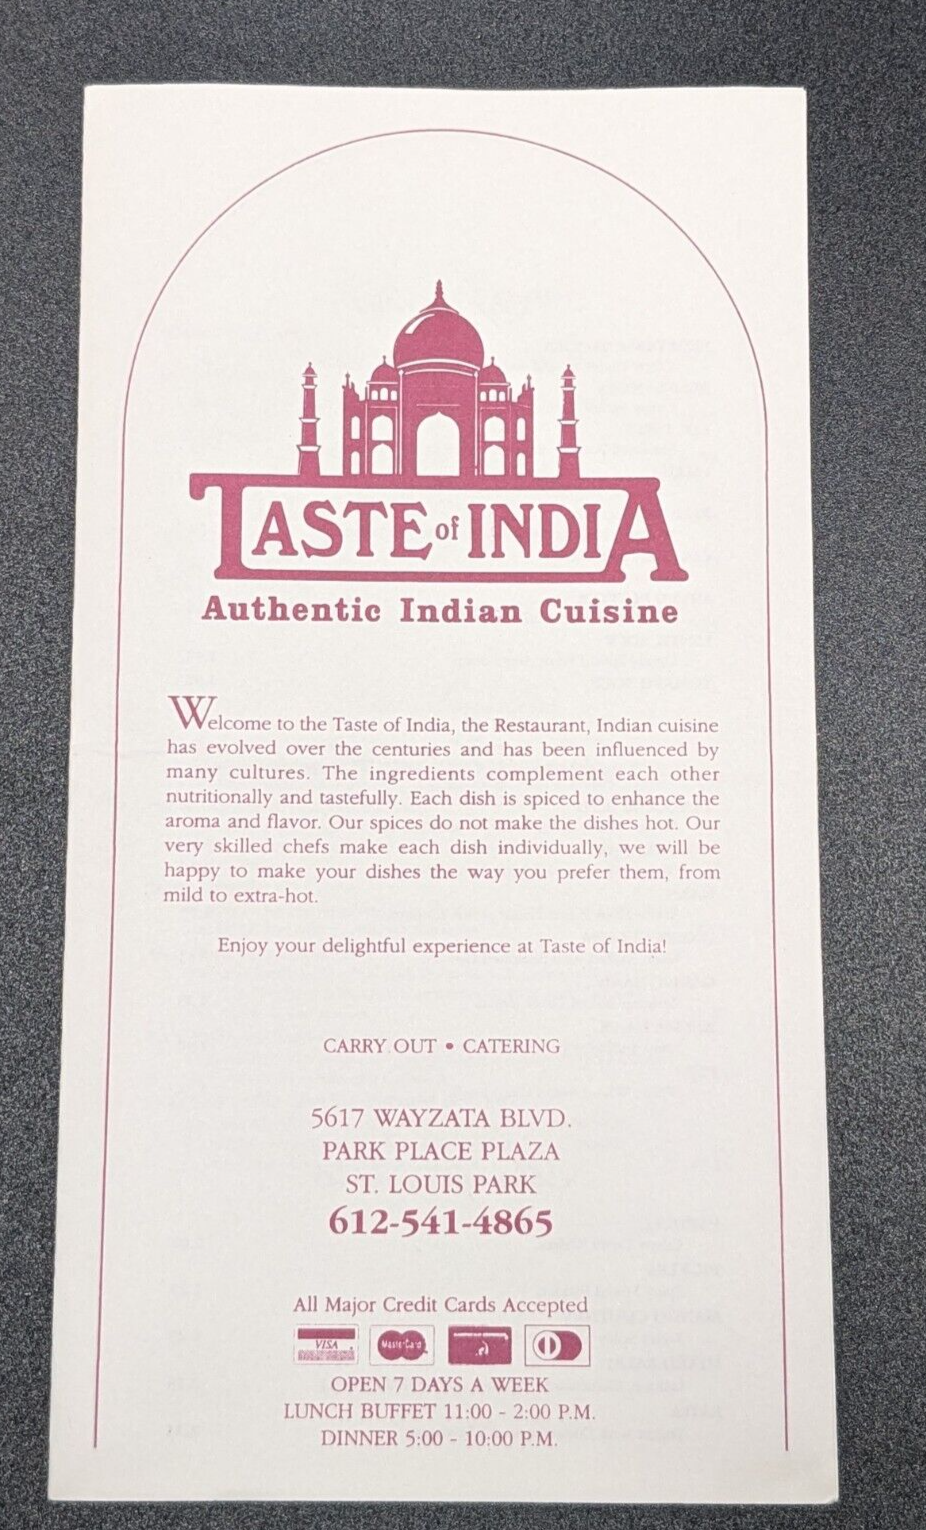 TASTE of INDIA
Authentic Indian Cuisine
Welcome to the Taste of India, the Restaurant, Indian cuisine
has evolved over the centuries and has been influenced by
many cultures. The ingredients complement each other
nutritionally and tastefully. Each dish is spiced to enhance the
aroma and flavor. Our spices do not make the dishes hot. Our
very skilled chefs make each dish individually, we will be
happy to make your dishes the way you prefer them, from
mild to extra-hot.
Enjoy your delightful experience at Taste of India!
CARRY OUT • CATERING
5617 WAYZATA BLVD.
PARK PLACE PLAZA
ST. LOUIS PARK
612-541-4865
All Major Credit Cards Accepted
VISA MasterCard
OPEN 7 DAYS A WEEK
LUNCH BUFFET 11:00 - 2:00 P.M.
DINNER 5:00 - 10:00 P.M.